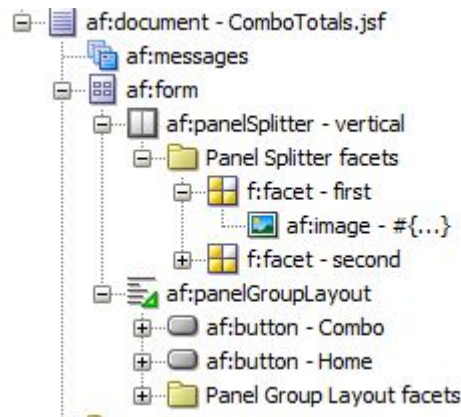 af:document - ComboTotals.jsf
af:messages
af:form
af:panelSplitter - vertical
Panel Splitter facets
f:facet - first
af:image - #{...}
f:facet - second
af:panelGroupLayout
af:button - Combo
af:button - Home
Panel Group Layout facets